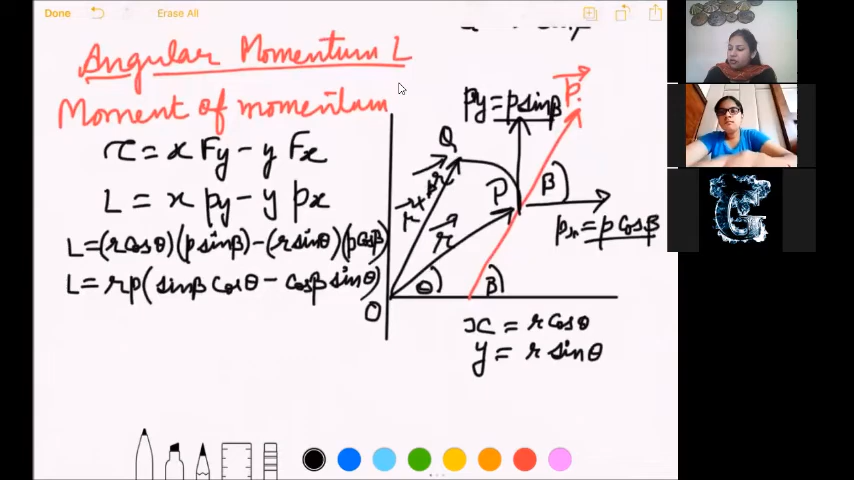 Done
Erase All
Angular Momentum L
Moment of momentum
τ = x Fy - y Fx
L = x py - y px
L = (r cosθ)(p sinβ) - (r sinθ)(p cosβ)
L = rp(sinβ cosθ - cosβ sinθ)
py = p sinβ
p
Q
r + Δr
r
P
β
px = p cosβ
θ
β
O
x = r cosθ
y = r sinθ